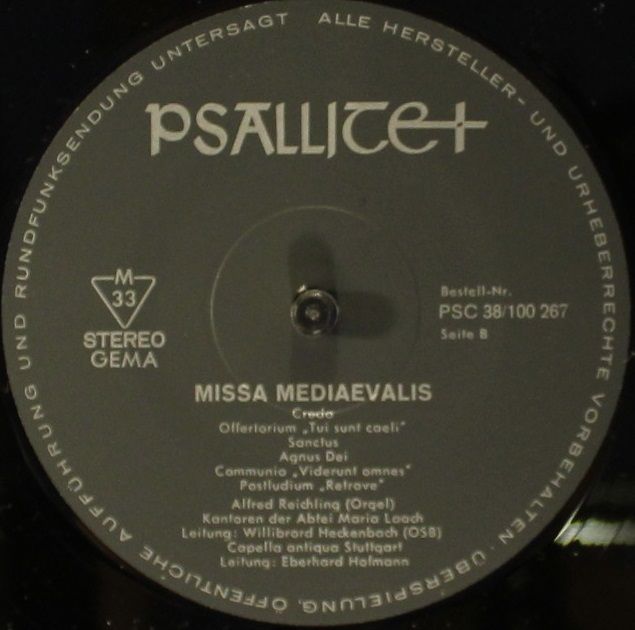 ALLE HERSTELLER- UND URHEBERRECHTE VORBEHALTEN · ÜBERSPIELUNG, ÖFFENTLICHE AUFFÜHRUNG UND RUNDFUNKSENDUNG UNTERSAGT
PSALLITE
M
33
STEREO
GEMA
Bestell-Nr.
PSC 38/100 267
Seite B
MISSA MEDIAEVALIS
Credo
Offertorium „Tui sunt caeli"
Sanctus
Agnus Dei
Communio „Viderunt omnes"
Postludium „Retrove"
Alfred Reichling (Orgel)
Kantoren der Abtei Maria Laach
Leitung: Willibrord Heckenbach (OSB)
Capella antiqua Stuttgart
Leitung: Eberhard Hofmann